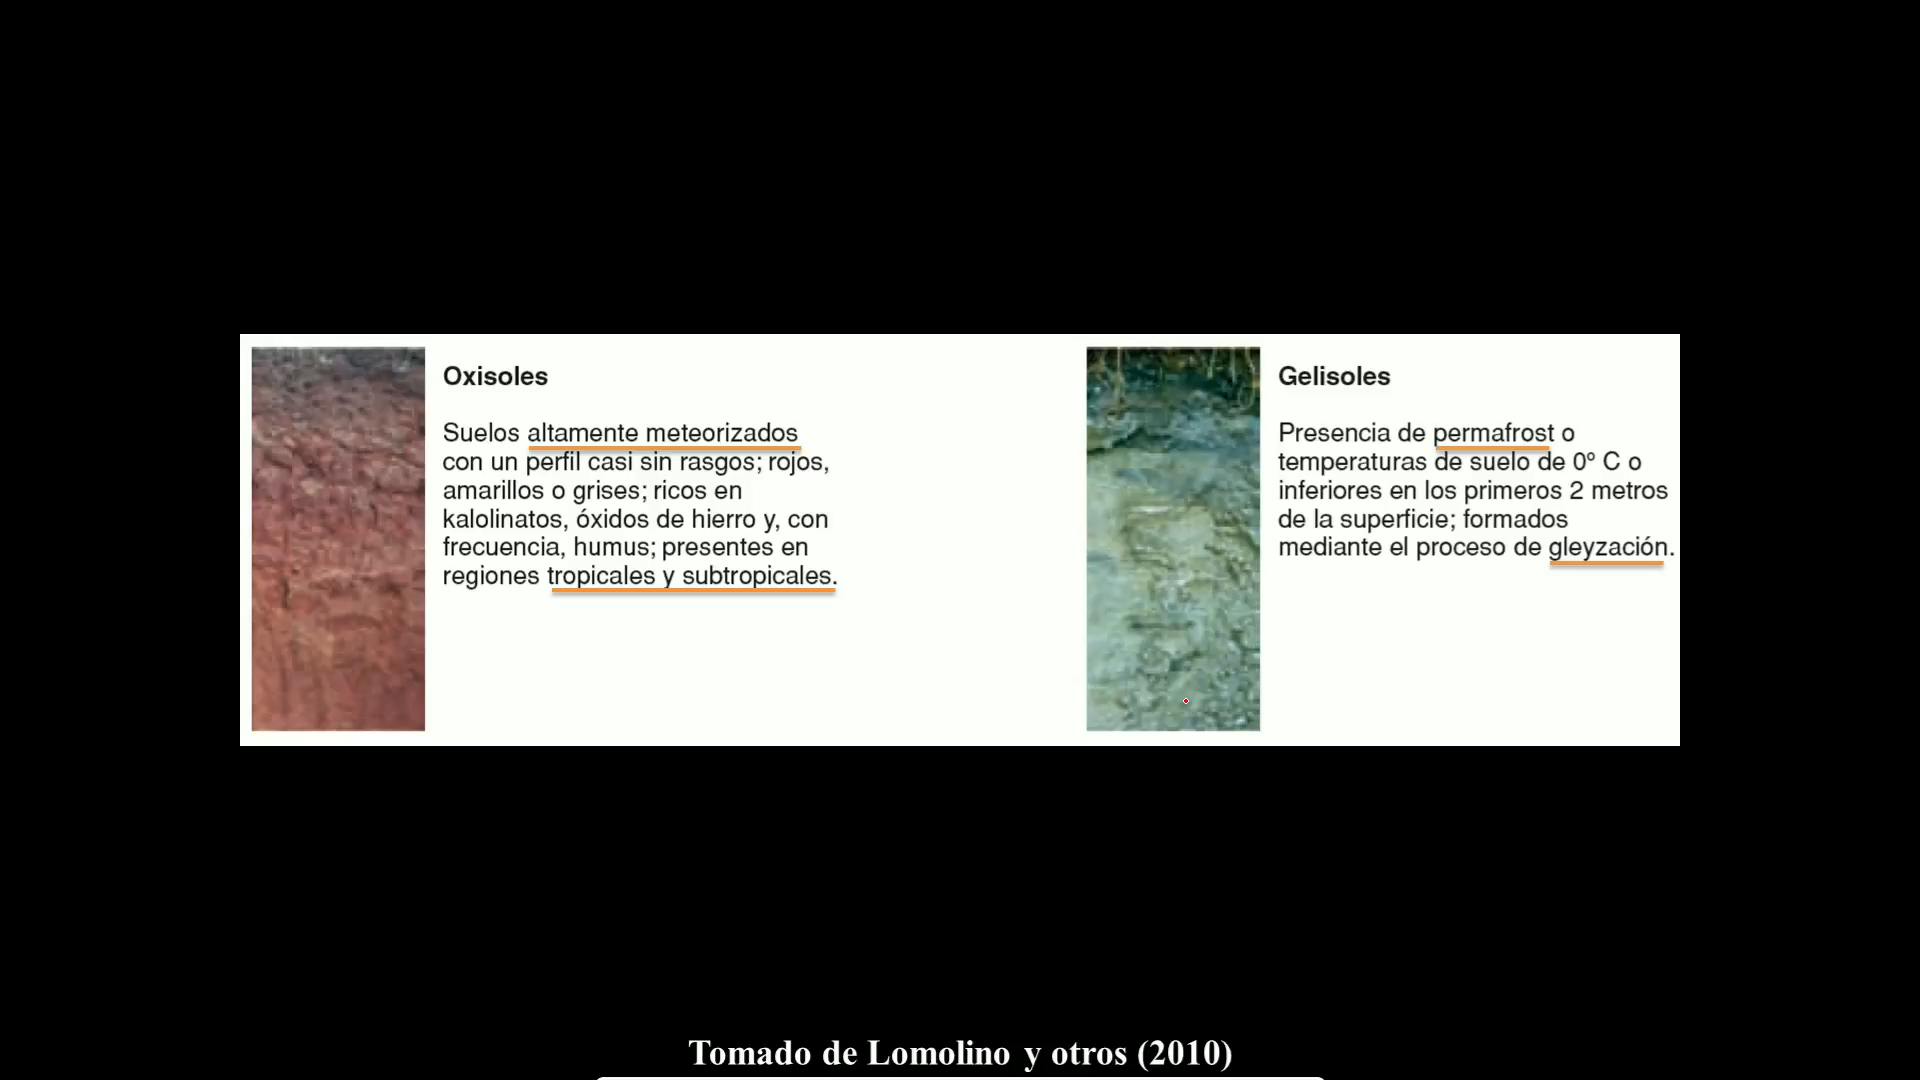 Oxisoles
Suelos altamente meteorizados
con un perfil casi sin rasgos; rojos,
amarillos o grises; ricos en
kalolinatos, óxidos de hierro y, con
frecuencia, humus; presentes en
regiones tropicales y subtropicales.
Gelisoles
Presencia de permafrost o
temperaturas de suelo de 0º C o
inferiores en los primeros 2 metros
de la superficie; formados
mediante el proceso de gleyzación.
Tomado de Lomolino y otros (2010)